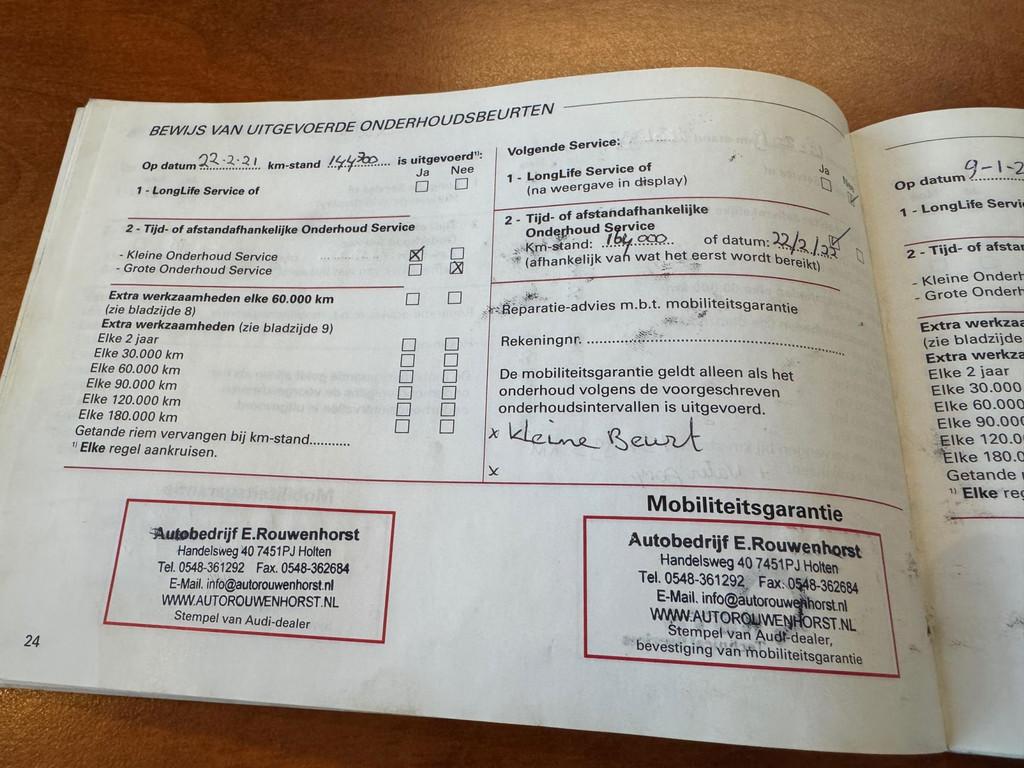 BEWIJS VAN UITGEVOERDE ONDERHOUDSBEURTEN
Op datum 22-2-21 km-stand 144700 is uitgevoerd¹⁾:
Ja Nee
1 - LongLife Service of
2 - Tijd- of afstandafhankelijke Onderhoud Service
- Kleine Onderhoud Service
- Grote Onderhoud Service
Extra werkzaamheden elke 60.000 km
(zie bladzijde 8)
Extra werkzaamheden (zie bladzijde 9)
Elke 2 jaar
Elke 30.000 km
Elke 60.000 km
Elke 90.000 km
Elke 120.000 km
Elke 180.000 km
Getande riem vervangen bij km-stand...........
¹⁾ Elke regel aankruisen.
Volgende Service:
Ja Nee
1 - LongLife Service of
(na weergave in display)
2 - Tijd- of afstandafhankelijke
Onderhoud Service
Km-stand: 164.000 of datum: 22/2/22
(afhankelijk van wat het eerst wordt bereikt)
Reparatie-advies m.b.t. mobiliteitsgarantie
Rekeningnr. ......................................................
De mobiliteitsgarantie geldt alleen als het
onderhoud volgens de voorgeschreven
onderhoudsintervallen is uitgevoerd.
x Kleine Beurt
x
Autobedrijf E.Rouwenhorst
Handelsweg 40 7451PJ Holten
Tel. 0548-361292 Fax. 0548-362684
E-Mail. info@autorouwenhorst.nl
WWW.AUTOROUWENHORST.NL
Stempel van Audi-dealer
Mobiliteitsgarantie
Autobedrijf E.Rouwenhorst
Handelsweg 40 7451PJ Holten
Tel. 0548-361292 Fax. 0548-362684
E-Mail. info@autorouwenhorst.nl
WWW.AUTOROUWENHORST.NL
Stempel van Audi-dealer,
bevestiging van mobiliteitsgarantie
24
Op datum 9-1-2
1 - LongLife Servi
2 - Tijd- of afstan
- Kleine Onderh
- Grote Onderh
Extra werkzaa
(zie bladzijde
Extra werkza
Elke 2 jaar
Elke 30.000
Elke 60.000
Elke 90.00
Elke 120.0
Elke 180.0
Getande
¹⁾ Elke reg